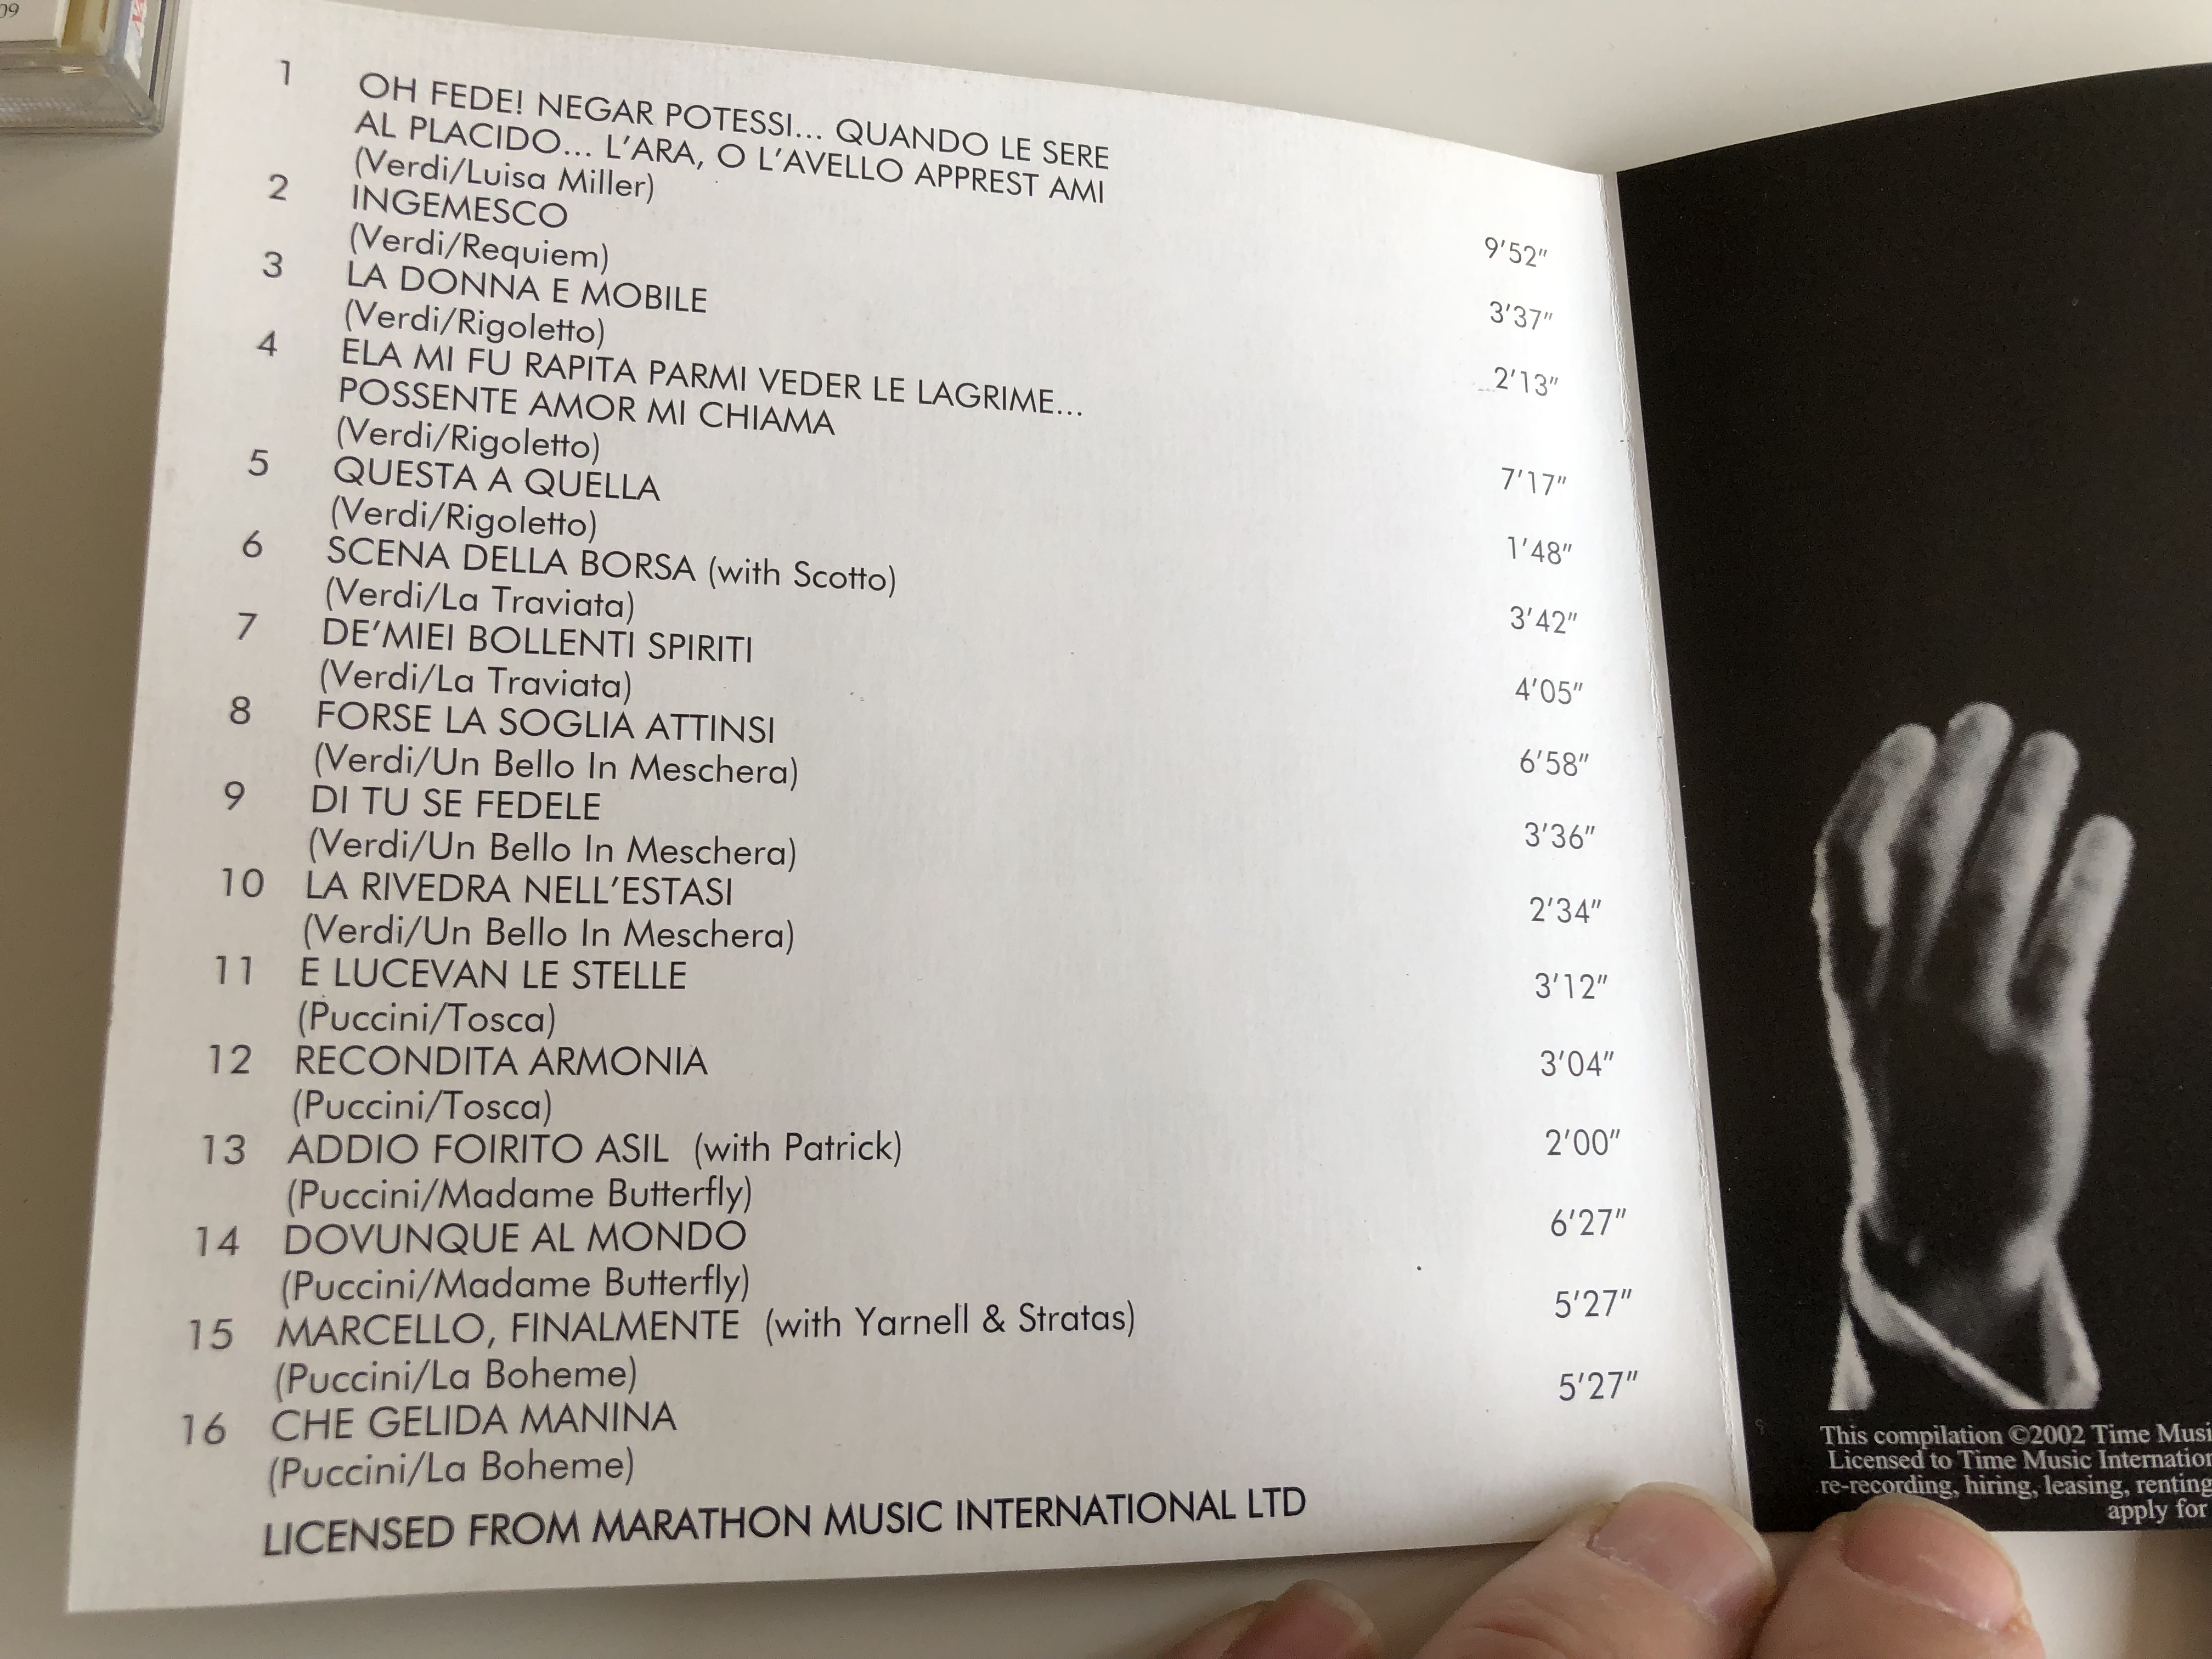 09
1 OH FEDE! NEGAR POTESSI... QUANDO LE SERE
AL PLACIDO... L'ARA, O L'AVELLO APPREST AMI
(Verdi/Luisa Miller) 9'52"
2 INGEMESCO
(Verdi/Requiem) 3'37"
3 LA DONNA E MOBILE
(Verdi/Rigoletto) 2'13"
4 ELA MI FU RAPITA PARMI VEDER LE LAGRIME...
POSSENTE AMOR MI CHIAMA
(Verdi/Rigoletto) 7'17"
5 QUESTA A QUELLA
(Verdi/Rigoletto) 1'48"
6 SCENA DELLA BORSA (with Scotto)
(Verdi/La Traviata) 3'42"
7 DE'MIEI BOLLENTI SPIRITI
(Verdi/La Traviata) 4'05"
8 FORSE LA SOGLIA ATTINSI
(Verdi/Un Bello In Meschera) 6'58"
9 DI TU SE FEDELE
(Verdi/Un Bello In Meschera) 3'36"
10 LA RIVEDRA NELL'ESTASI
(Verdi/Un Bello In Meschera) 2'34"
11 E LUCEVAN LE STELLE
(Puccini/Tosca) 3'12"
12 RECONDITA ARMONIA
(Puccini/Tosca) 3'04"
13 ADDIO FOIRITO ASIL (with Patrick)
(Puccini/Madame Butterfly) 2'00"
14 DOVUNQUE AL MONDO
(Puccini/Madame Butterfly) 6'27"
15 MARCELLO, FINALMENTE (with Yarnell & Stratas)
(Puccini/La Boheme) 5'27"
16 CHE GELIDA MANINA
(Puccini/La Boheme) 5'27"
LICENSED FROM MARATHON MUSIC INTERNATIONAL LTD
This compilation ©2002 Time Musi
Licensed to Time Music Internation
re-recording, hiring, leasing, renting
apply for